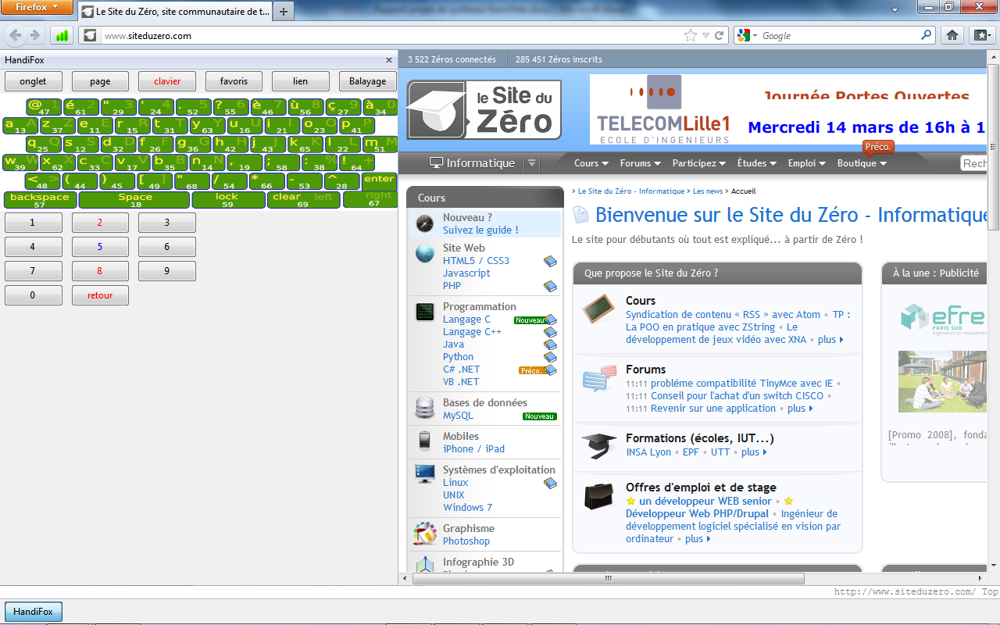 Firefox
Le Site du Zéro, site communautaire de t...
www.siteduzero.com
Google
HandiFox
onglet page clavier favoris lien Balayage
@ 1 47 é 2 61 " 3 29 ' 4 24 . 5 52 ? 6 55 è 7 46 ù 8 58 ç 9 27 à 0 34
a A 13 z Z 37 e E 11 r R 15 t T 31 y Y 63 u U 16 i I 21 o O 23 p P 41
q Q 25 s S 12 d D 32 f F 26 g G 36 h H 42 j J 43 k K 65 l L 22 m M 51
w W 39 x X 62 c C 33 v V 17 b B 35 n N 14 , 19 ; 58 : % 38 ! + 64
< > 48 ( 44 ) 45 [ ] 49 " 68 / 54 * 66 - 53 ^ 28 enter
backspace 57 Space 18 lock 59 clear left 69 right 67
1 2 3
4 5 6
7 8 9
0 retour
3 522 Zéros connectés 285 451 Zéros inscrits
le Site du Zéro
TELECOMLille1
ECOLE D'INGENIEURS
Journée Portes Ouvertes
Mercredi 14 mars de 16h à 1
Préco.
Informatique
Cours Forums Participez Études Emploi Boutique Rech
Cours
Nouveau ?
Suivez le guide !
Site Web
HTML5 / CSS3
Javascript
PHP
Programmation
Langage C Nouveau
Langage C++
Java
Python
C# .NET Préco.
VB .NET
Bases de données
MySQL Nouveau
Mobiles
iPhone / iPad
Systèmes d'exploitation
Linux
UNIX
Windows 7
Graphisme
Photoshop
Infographie 3D
> Le Site du Zéro - Informatique > Les news > Accueil
Bienvenue sur le Site du Zéro - Informatique
Le site pour débutants où tout est expliqué... à partir de Zéro !
Que propose le Site du Zéro ?
Cours
Syndication de contenu « RSS » avec Atom • TP :
La POO en pratique avec ZString • Le
développement de jeux vidéo avec XNA • plus
Forums
11:11 probléme compatibilité TinyMce avec IE •
11:11 Conseil pour l'achat d'un switch CISCO •
11:11 Revenir sur une application • plus
Formations (écoles, IUT...)
INSA Lyon • EPF • UTT • plus
Offres d'emploi et de stage
un développeur WEB senior •
Développeur Web PHP/Drupal • Ingénieur de
développement logiciel spécialisé en vision par
ordinateur • plus
À la une : Publicité
efre
PARIS SUD
Ingénieurs en mouvement
[Promo 2008], fonda
http://www.siteduzero.com/ Top
HandiFox